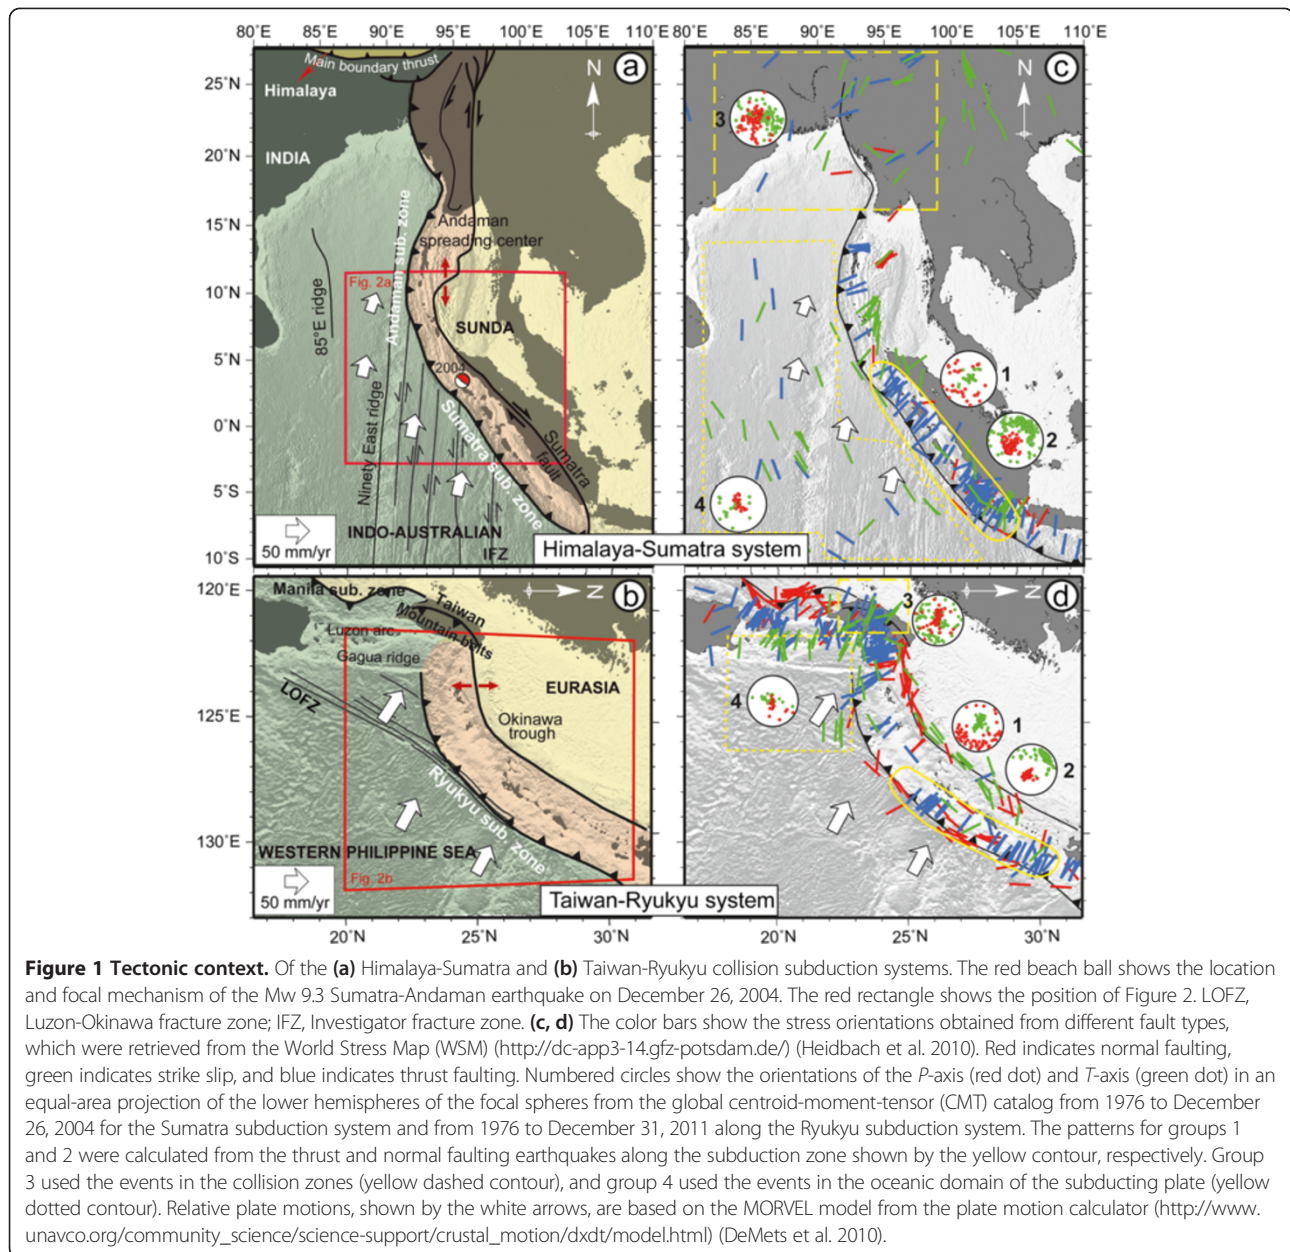 80°E 85°E 90°E 95°E 100°E 105°E 110°E
25°N
20°N
15°N
10°N
5°N
0°N
5°S
10°S
a
N
Main boundary thrust
Himalaya
INDIA
Andaman sub. zone
Andaman
spreading center
Fig. 2a
85°E ridge
SUNDA
2004
Ninety East ridge
Sumatra sub. zone
Sumatra
fault
INDO-AUSTRALIAN
IFZ
50 mm/yr
80°E 85°E 90°E 95°E 100°E 105°E 110°E
25°N
20°N
15°N
10°N
5°N
0°N
5°S
10°S
c
N
3
1
2
4
Himalaya-Sumatra system
120°E
125°E
130°E
b
N
Manila sub. zone
Taiwan
Mountain belts
Luzon arc
Gagua ridge
LOFZ
EURASIA
Okinawa
trough
Ryukyu sub. zone
WESTERN PHILIPPINE SEA
Fig. 2b
50 mm/yr
20°N 25°N 30°N
120°E
125°E
130°E
d
N
3
4
1
2
20°N 25°N 30°N
Taiwan-Ryukyu system
Figure 1 Tectonic context. Of the (a) Himalaya-Sumatra and (b) Taiwan-Ryukyu collision subduction systems. The red beach ball shows the location
and focal mechanism of the Mw 9.3 Sumatra-Andaman earthquake on December 26, 2004. The red rectangle shows the position of Figure 2. LOFZ,
Luzon-Okinawa fracture zone; IFZ, Investigator fracture zone. (c, d) The color bars show the stress orientations obtained from different fault types,
which were retrieved from the World Stress Map (WSM) (http://dc-app3-14.gfz-potsdam.de/) (Heidbach et al. 2010). Red indicates normal faulting,
green indicates strike slip, and blue indicates thrust faulting. Numbered circles show the orientations of the P-axis (red dot) and T-axis (green dot) in an
equal-area projection of the lower hemispheres of the focal spheres from the global centroid-moment-tensor (CMT) catalog from 1976 to December
26, 2004 for the Sumatra subduction system and from 1976 to December 31, 2011 along the Ryukyu subduction system. The patterns for groups 1
and 2 were calculated from the thrust and normal faulting earthquakes along the subduction zone shown by the yellow contour, respectively. Group
3 used the events in the collision zones (yellow dashed contour), and group 4 used the events in the oceanic domain of the subducting plate (yellow
dotted contour). Relative plate motions, shown by the white arrows, are based on the MORVEL model from the plate motion calculator (http://www.
unavco.org/community_science/science-support/crustal_motion/dxdt/model.html) (DeMets et al. 2010).